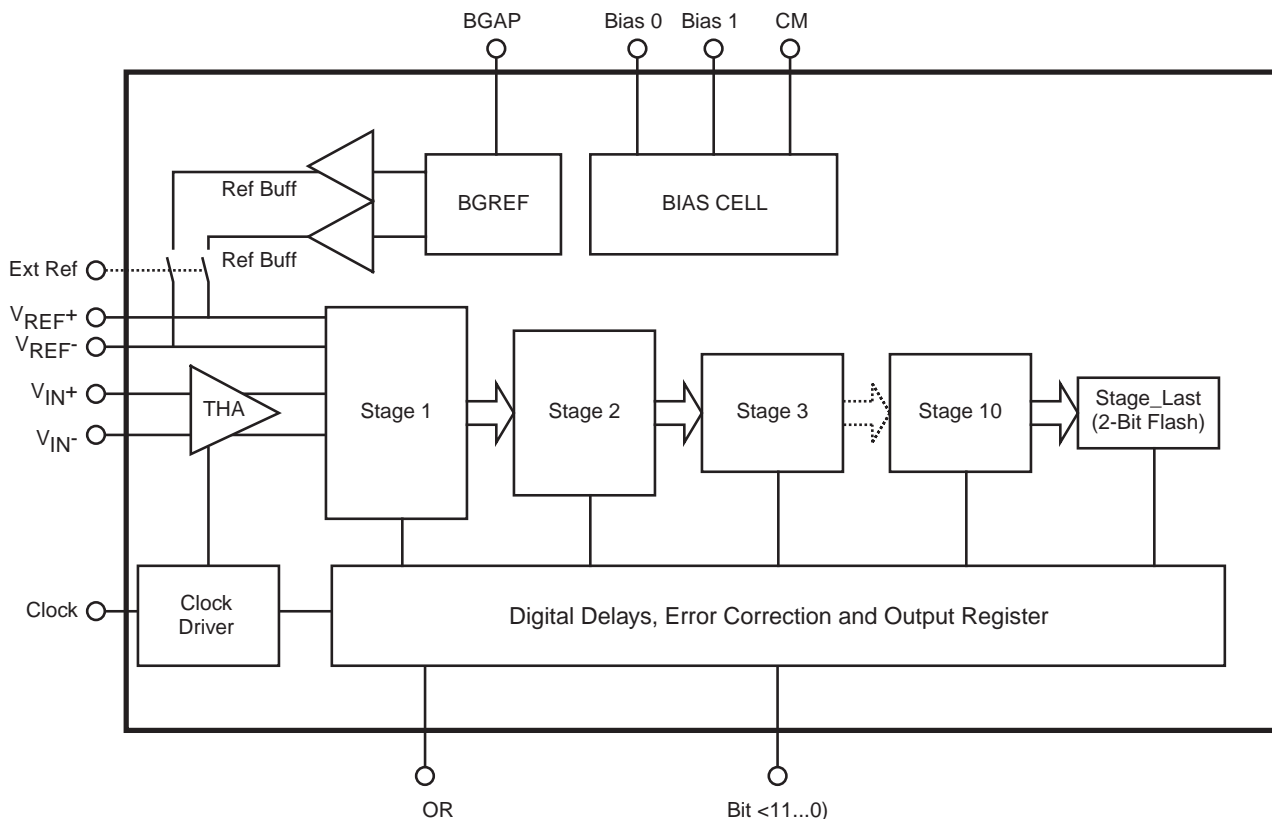 BGAP
Bias 0
Bias 1
CM
Ref Buff
BGREF
BIAS CELL
Ref Buff
Ext Ref
VREF+
VREF-
VIN+
VIN-
THA
Stage 1
Stage 2
Stage 3
Stage 10
Stage_Last
(2-Bit Flash)
Clock
Clock
Driver
Digital Delays, Error Correction and Output Register
OR
Bit <11...0)